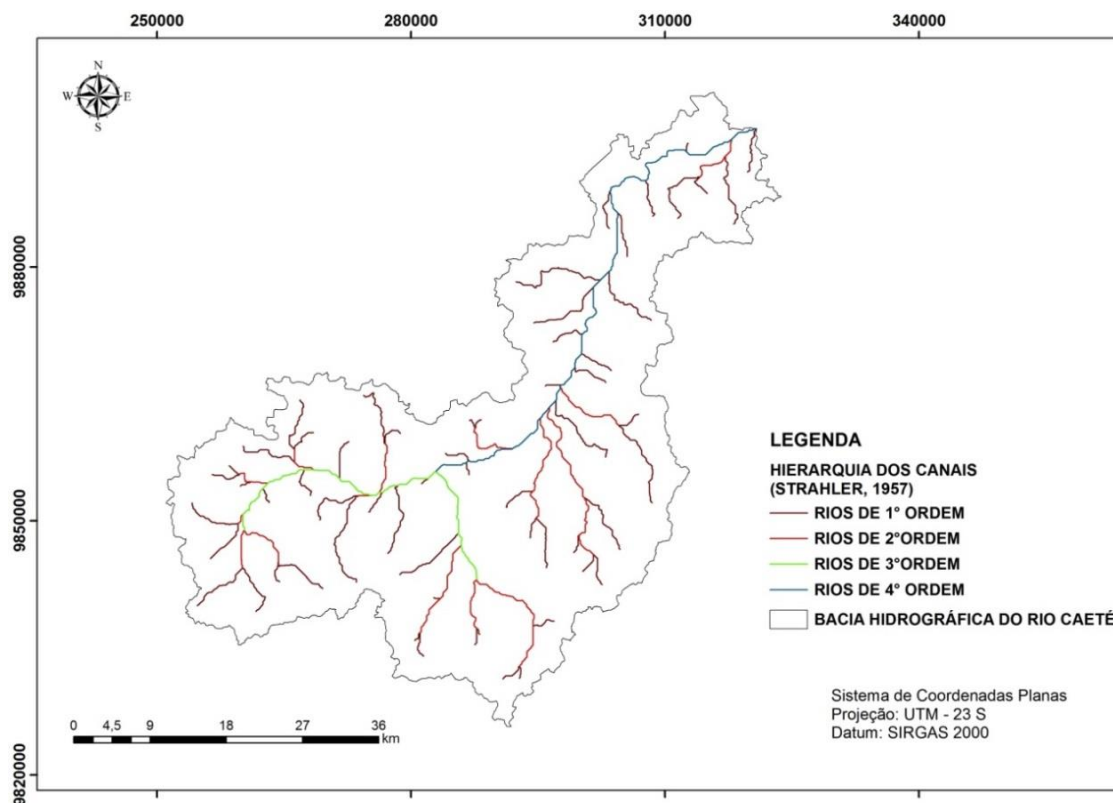 250000 280000 310000 340000
N
W E
S
9880000
9850000
9820000
LEGENDA
HIERARQUIA DOS CANAIS
(STRAHLER, 1957)
RIOS DE 1° ORDEM
RIOS DE 2°ORDEM
RIOS DE 3°ORDEM
RIOS DE 4° ORDEM
BACIA HIDROGRÁFICA DO RIO CAETÉ
Sistema de Coordenadas Planas
Projeção: UTM - 23 S
Datum: SIRGAS 2000
0 4,5 9 18 27 36
km